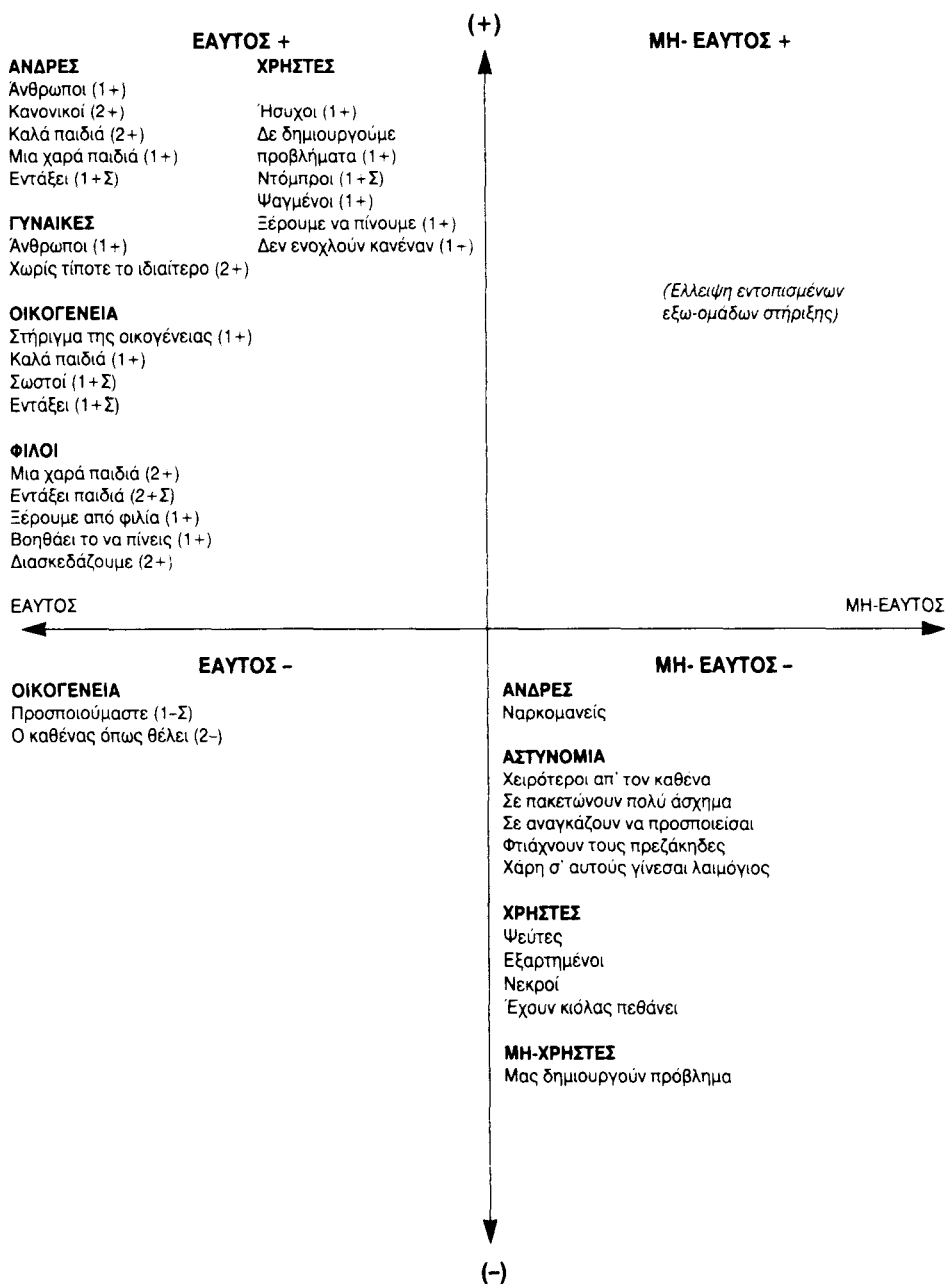 (+)
ΕΑΥΤΟΣ +
ΑΝΔΡΕΣ
Άνθρωποι (1+)
Κανονικοί (2+)
Καλά παιδιά (2+)
Μια χαρά παιδιά (1+)
Εντάξει (1+Σ)
ΓΥΝΑΙΚΕΣ
Άνθρωποι (1+)
Χωρίς τίποτε το ιδιαίτερο (2+)
ΟΙΚΟΓΕΝΕΙΑ
Στήριγμα της οικογένειας (1+)
Καλά παιδιά (1+)
Σωστοί (1+Σ)
Εντάξει (1+Σ)
ΦΙΛΟΙ
Μια χαρά παιδιά (2+)
Εντάξει παιδιά (2+Σ)
Ξέρουμε από φιλία (1+)
Βοηθάει το να πίνεις (1+)
Διασκεδάζουμε (2+)
ΧΡΗΣΤΕΣ
Ήσυχοι (1+)
Δε δημιουργούμε
προβλήματα (1+)
Ντόμπροι (1+Σ)
Ψαγμένοι (1+)
Ξέρουμε να πίνουμε (1+)
Δεν ενοχλούν κανέναν (1+)
ΜΗ- ΕΑΥΤΟΣ +
(Έλλειψη εντοπισμένων
εξω-ομάδων στήριξης)
ΕΑΥΤΟΣ
ΜΗ-ΕΑΥΤΟΣ
ΕΑΥΤΟΣ –
ΟΙΚΟΓΕΝΕΙΑ
Προσποιούμαστε (1–Σ)
Ο καθένας όπως θέλει (2–)
ΜΗ- ΕΑΥΤΟΣ –
ΑΝΔΡΕΣ
Ναρκομανείς
ΑΣΤΥΝΟΜΙΑ
Χειρότεροι απ' τον καθένα
Σε πακετώνουν πολύ άσχημα
Σε αναγκάζουν να προσποιείσαι
Φτιάχνουν τους πρεζάκηδες
Χάρη σ' αυτούς γίνεσαι λαιμόγιος
ΧΡΗΣΤΕΣ
Ψεύτες
Εξαρτημένοι
Νεκροί
Έχουν κιόλας πεθάνει
ΜΗ-ΧΡΗΣΤΕΣ
Μας δημιουργούν πρόβλημα
(–)